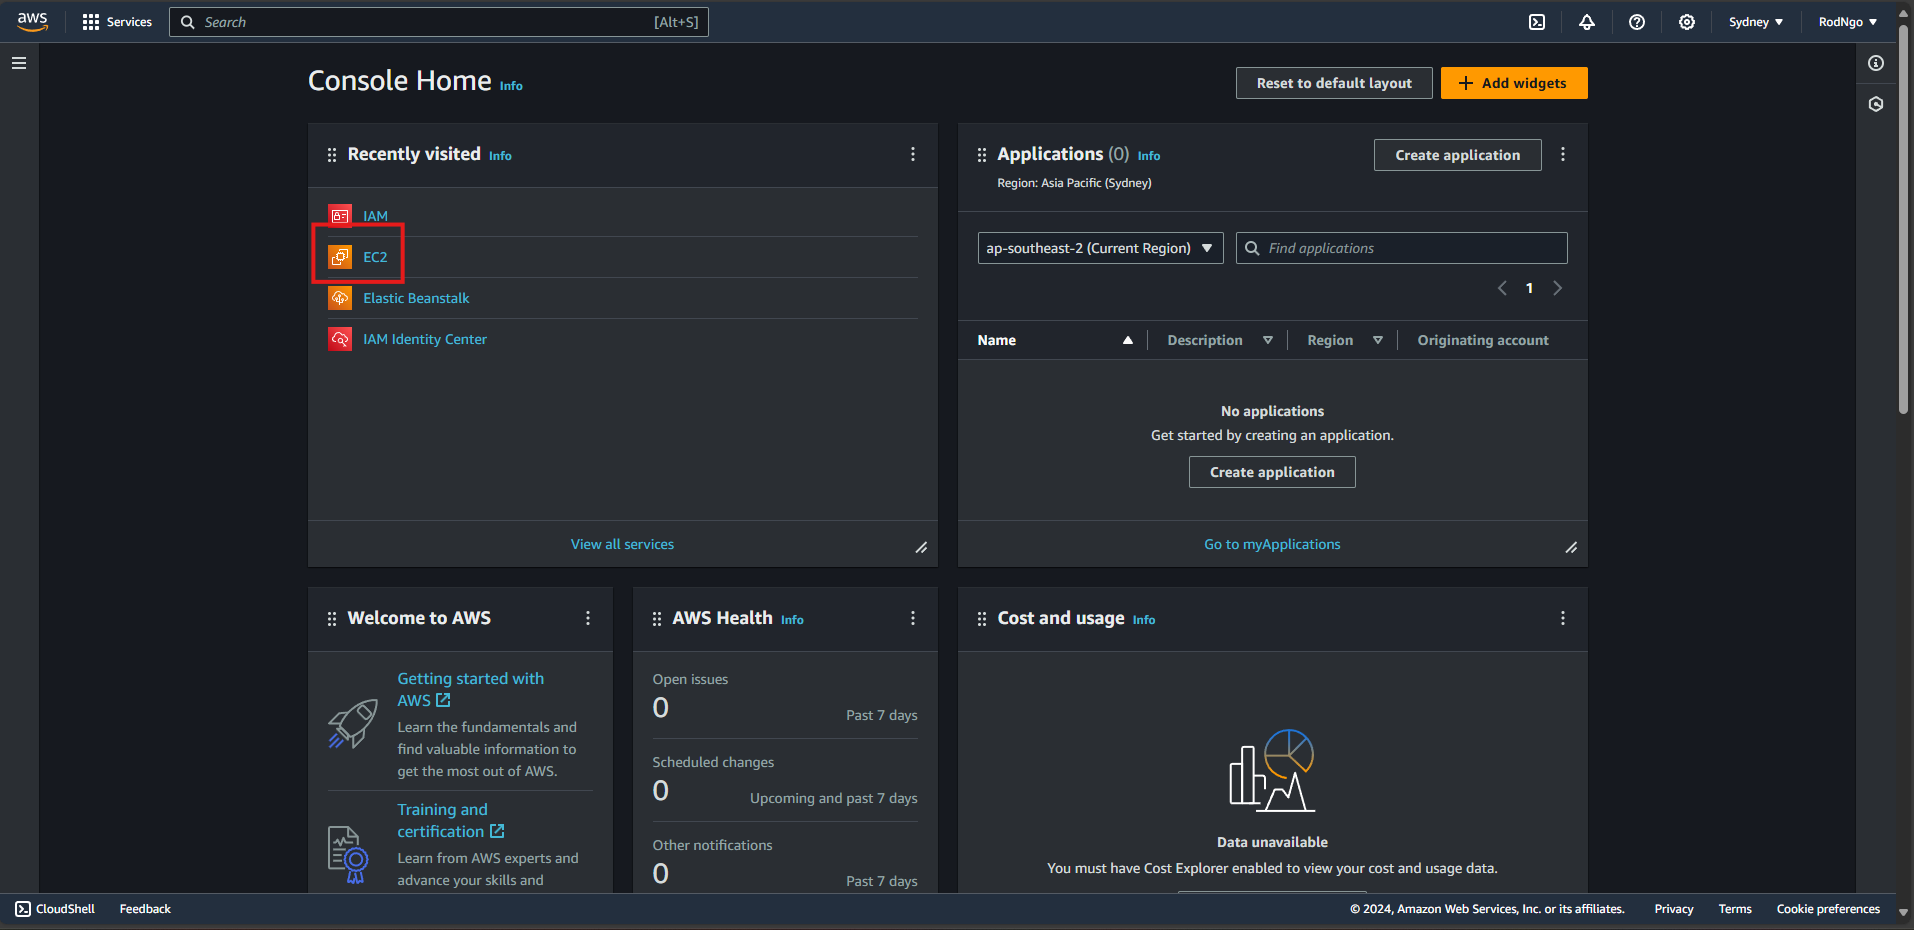 aws
Services
Search [Alt+S]
Sydney
RodNgo
Console Home Info
Reset to default layout
Add widgets
Recently visited Info
IAM
EC2
Elastic Beanstalk
IAM Identity Center
View all services
Applications (0) Info
Region: Asia Pacific (Sydney)
Create application
ap-southeast-2 (Current Region)
Find applications
1
Name Description Region Originating account
No applications
Get started by creating an application.
Create application
Go to myApplications
Welcome to AWS
Getting started with
AWS
Learn the fundamentals and
find valuable information to
get the most out of AWS.
Training and
certification
Learn from AWS experts and
advance your skills and
AWS Health Info
Open issues
0 Past 7 days
Scheduled changes
0 Upcoming and past 7 days
Other notifications
0 Past 7 days
Cost and usage Info
Data unavailable
You must have Cost Explorer enabled to view your cost and usage data.
CloudShell Feedback
© 2024, Amazon Web Services, Inc. or its affiliates. Privacy Terms Cookie preferences